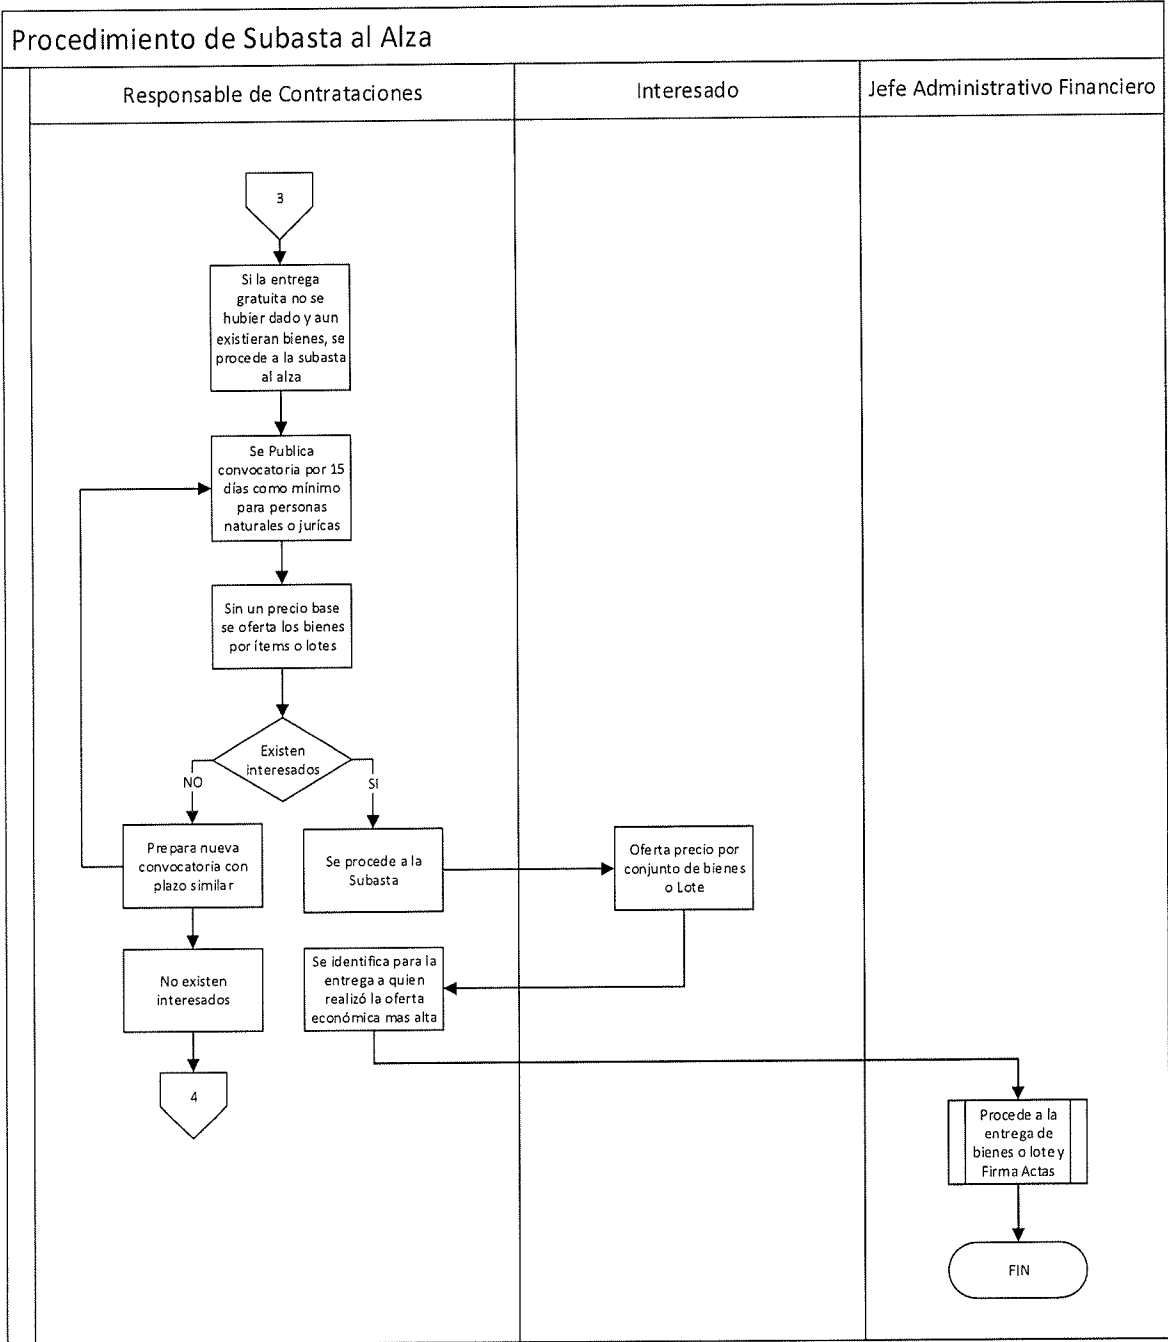 Procedimiento de Subasta al Alza
Responsable de Contrataciones
Interesado
Jefe Administrativo Financiero
3
Si la entrega
gratuita no se
hubier dado y aun
existieran bienes, se
procede a la subasta
al alza
Se Publica
convocatoria por 15
días como mínimo
para personas
naturales o jurícas
Sin un precio base
se oferta los bienes
por ítems o lotes
Existen
interesados
NO
SI
Prepara nueva
convocatoria con
plazo similar
Se procede a la
Subasta
Oferta precio por
conjunto de bienes
o Lote
No existen
interesados
Se identifica para la
entrega a quien
realizó la oferta
económica mas alta
4
Procede a la
entrega de
bienes o lote y
Firma Actas
FIN